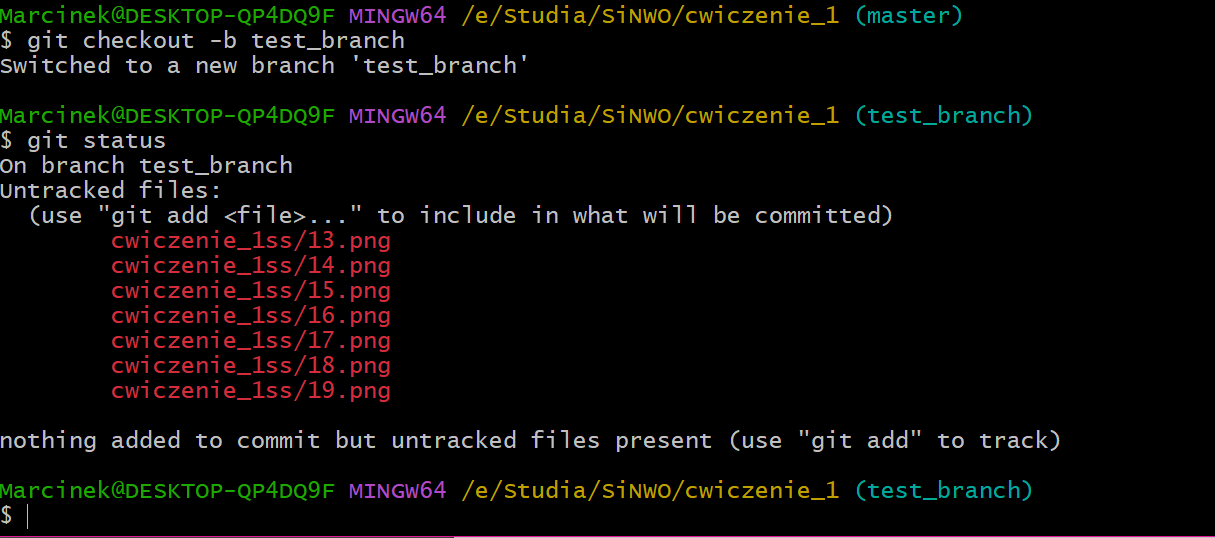 Marcinek@DESKTOP-QP4DQ9F MINGW64 /e/Studia/SiNWO/cwiczenie_1 (master)
$ git checkout -b test_branch
Switched to a new branch 'test_branch'
Marcinek@DESKTOP-QP4DQ9F MINGW64 /e/Studia/SiNWO/cwiczenie_1 (test_branch)
$ git status
On branch test_branch
Untracked files:
  (use "git add <file>..." to include in what will be committed)
        cwiczenie_1ss/13.png
        cwiczenie_1ss/14.png
        cwiczenie_1ss/15.png
        cwiczenie_1ss/16.png
        cwiczenie_1ss/17.png
        cwiczenie_1ss/18.png
        cwiczenie_1ss/19.png
nothing added to commit but untracked files present (use "git add" to track)
Marcinek@DESKTOP-QP4DQ9F MINGW64 /e/Studia/SiNWO/cwiczenie_1 (test_branch)
$